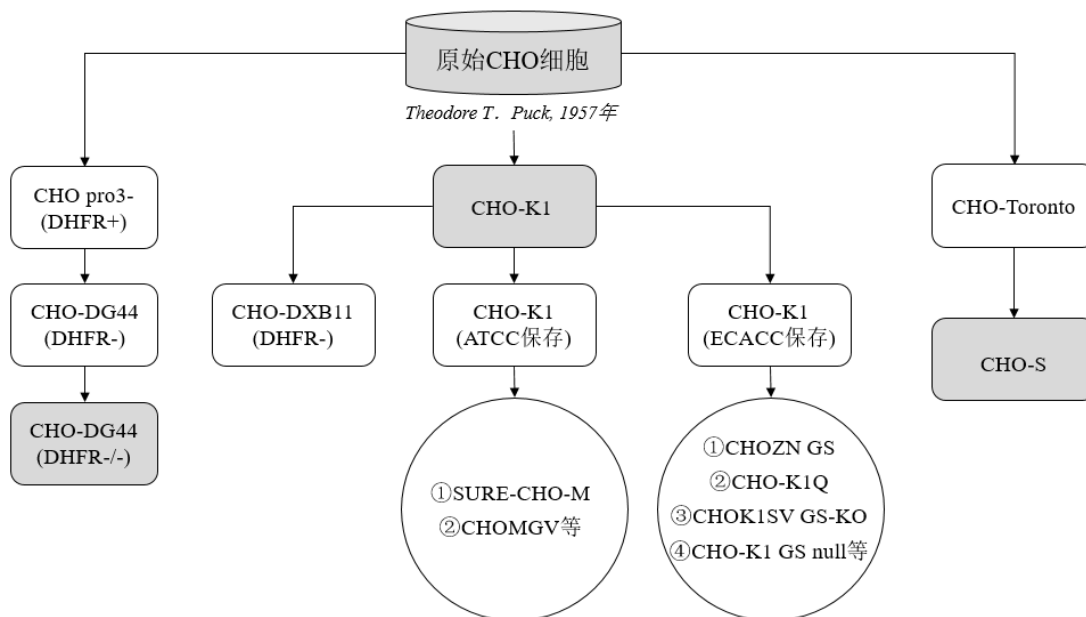 原始CHO细胞
Theodore T. Puck, 1957年
CHO pro3-
(DHFR+)
CHO-K1
CHO-Toronto
CHO-DG44
(DHFR-)
CHO-DXB11
(DHFR-)
CHO-K1
(ATCC保存)
CHO-K1
(ECACC保存)
CHO-S
CHO-DG44
(DHFR-/-)
①SURE-CHO-M
②CHOMGV等
①CHOZN GS
②CHO-K1Q
③CHOK1SV GS-KO
④CHO-K1 GS null等